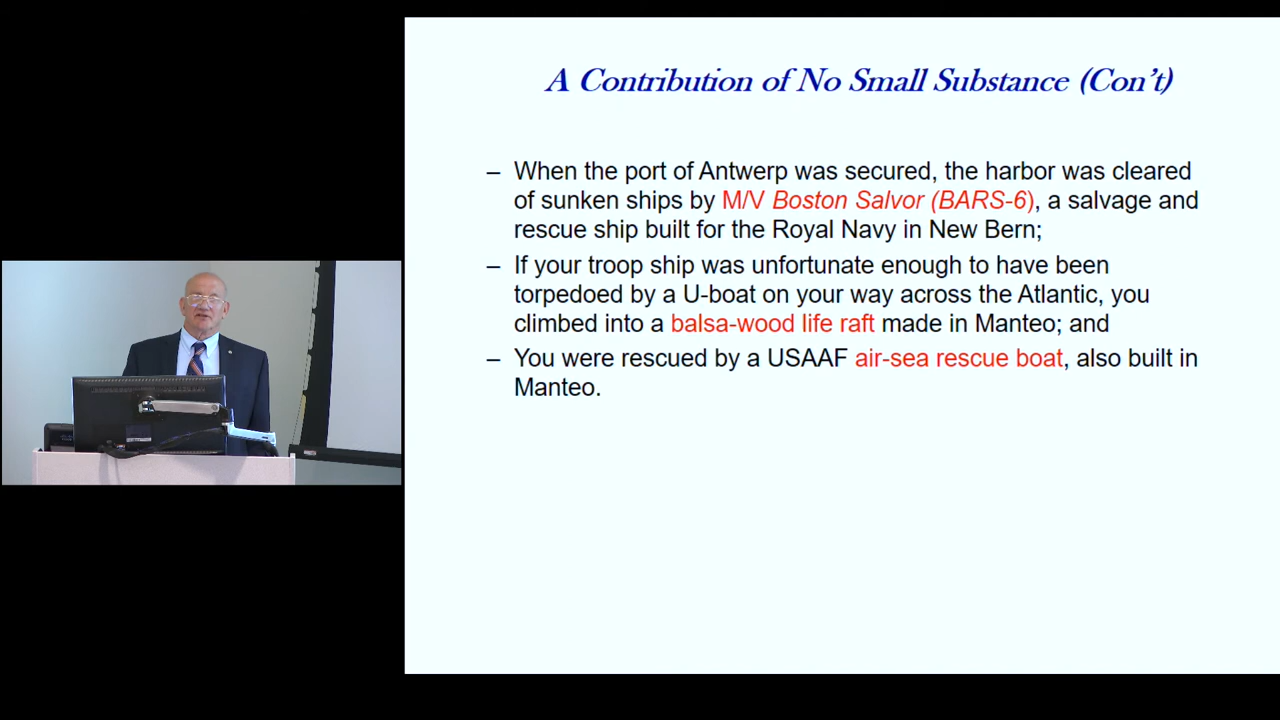 A Contribution of No Small Substance (Con't)
– When the port of Antwerp was secured, the harbor was cleared
of sunken ships by M/V Boston Salvor (BARS-6), a salvage and
rescue ship built for the Royal Navy in New Bern;
– If your troop ship was unfortunate enough to have been
torpedoed by a U-boat on your way across the Atlantic, you
climbed into a balsa-wood life raft made in Manteo; and
– You were rescued by a USAAF air-sea rescue boat, also built in
Manteo.